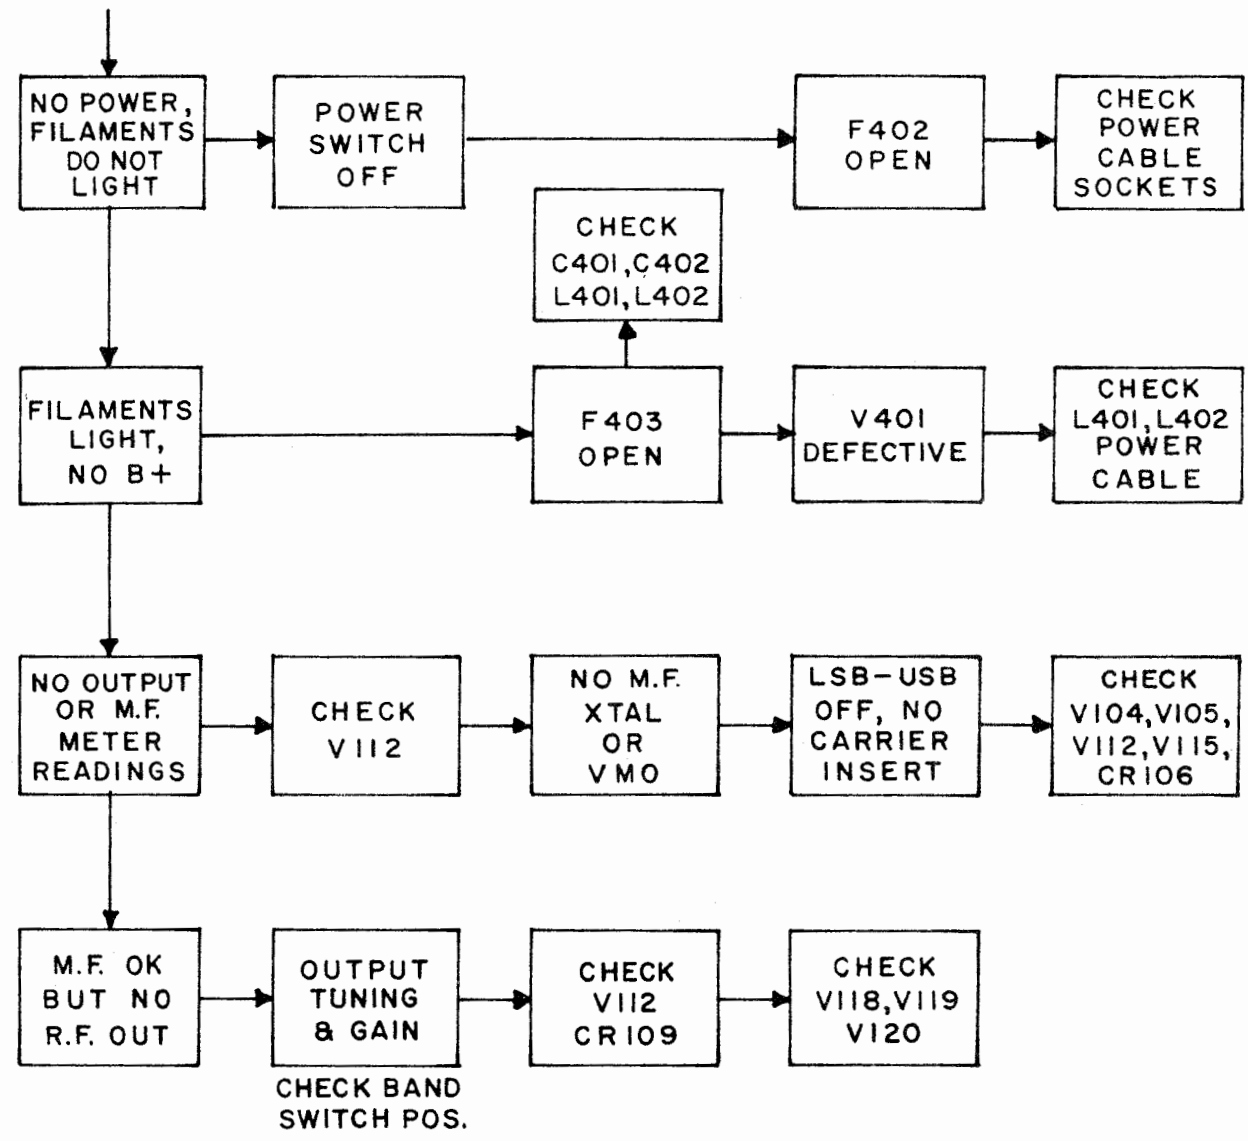 NO POWER,
FILAMENTS
DO NOT
LIGHT
POWER
SWITCH
OFF
F402
OPEN
CHECK
POWER
CABLE
SOCKETS
CHECK
C401,C402
L401,L402
FILAMENTS
LIGHT,
NO B+
F403
OPEN
V401
DEFECTIVE
CHECK
L401,L402
POWER
CABLE
NO OUTPUT
OR M.F.
METER
READINGS
CHECK
V112
NO M.F.
XTAL
OR
VMO
LSB-USB
OFF, NO
CARRIER
INSERT
CHECK
V104,V105,
V112,V115,
CR106
M.F. OK
BUT NO
R.F. OUT
OUTPUT
TUNING
& GAIN
CHECK BAND
SWITCH POS.
CHECK
V112
CR109
CHECK
V118,V119
V120